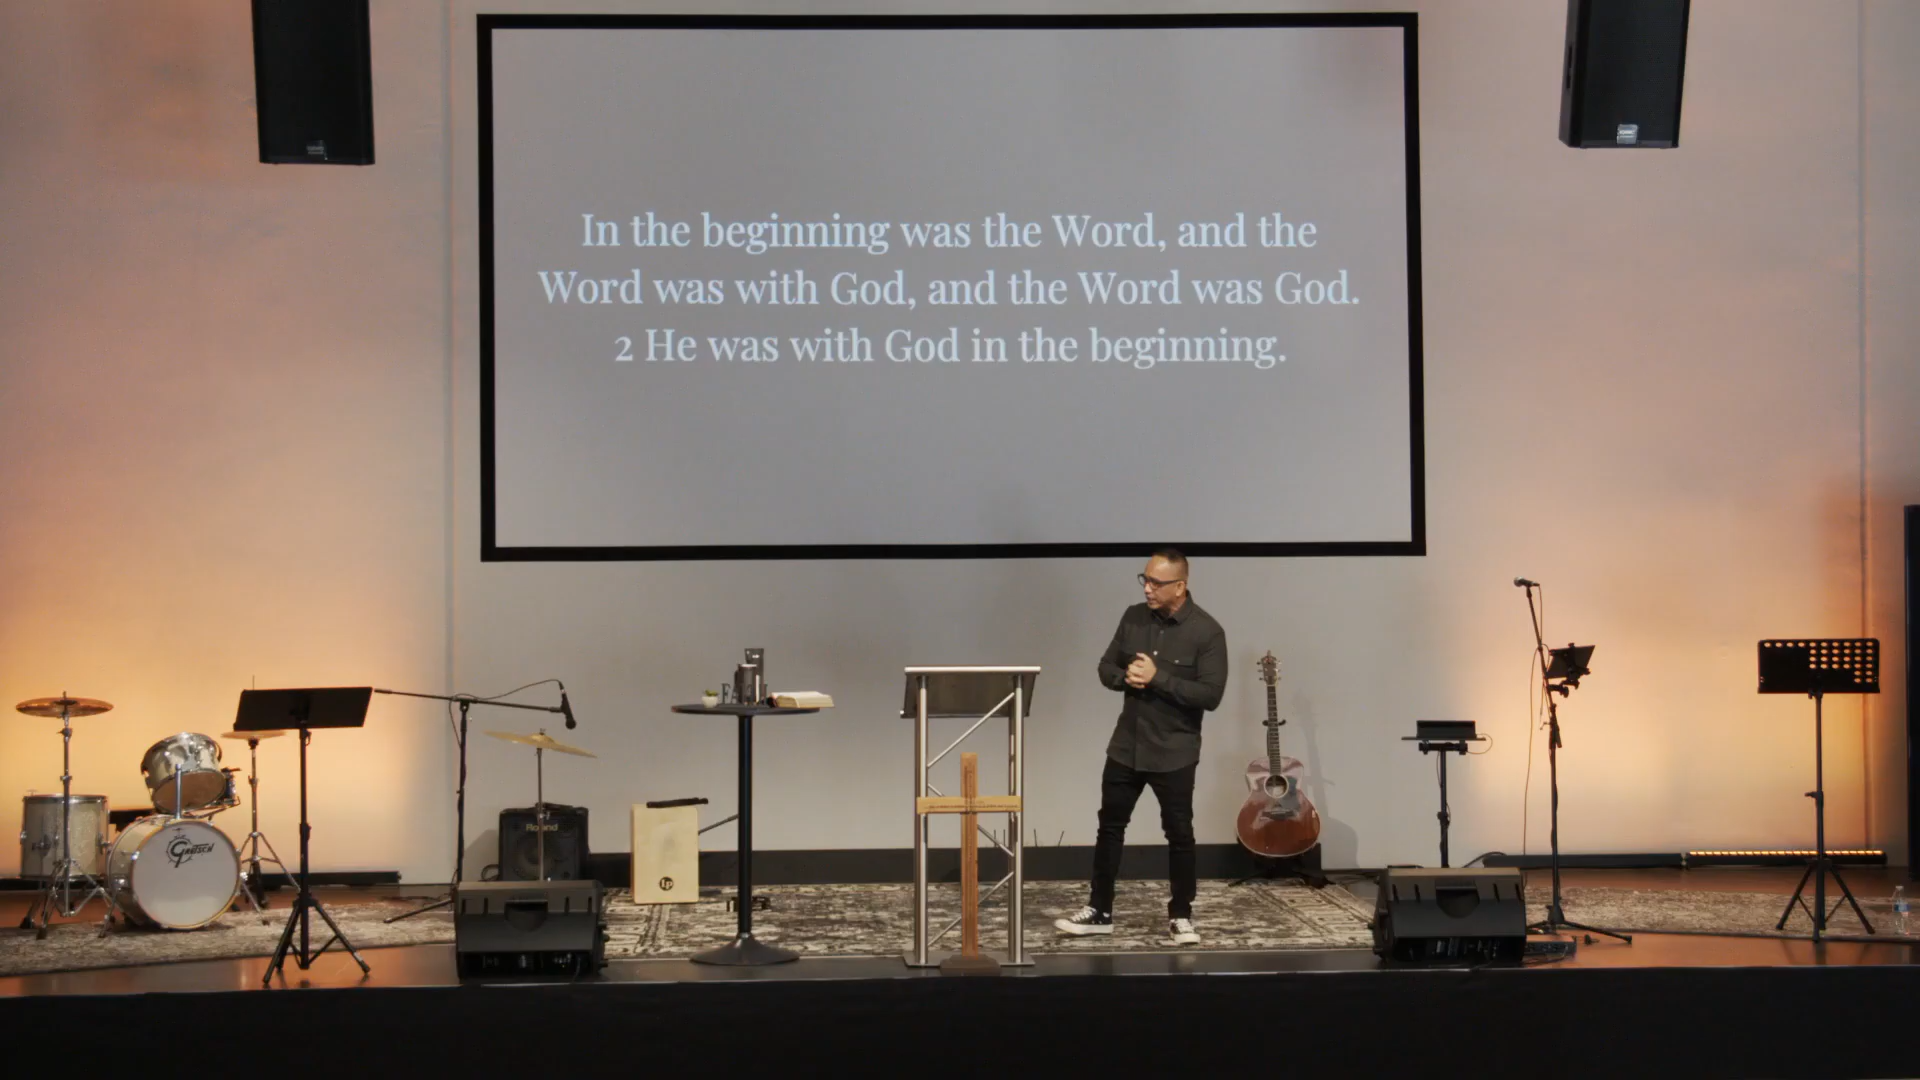 In the beginning was the Word, and the
Word was with God, and the Word was God.
2 He was with God in the beginning.
Roland
GRETSCH
LP